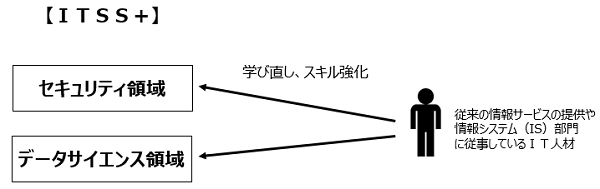 【ＩＴＳＳ＋】
学び直し、スキル強化
セキュリティ領域
データサイエンス領域
従来の情報サービスの提供や
情報システム（IS）部門
に従事しているＩＴ人材